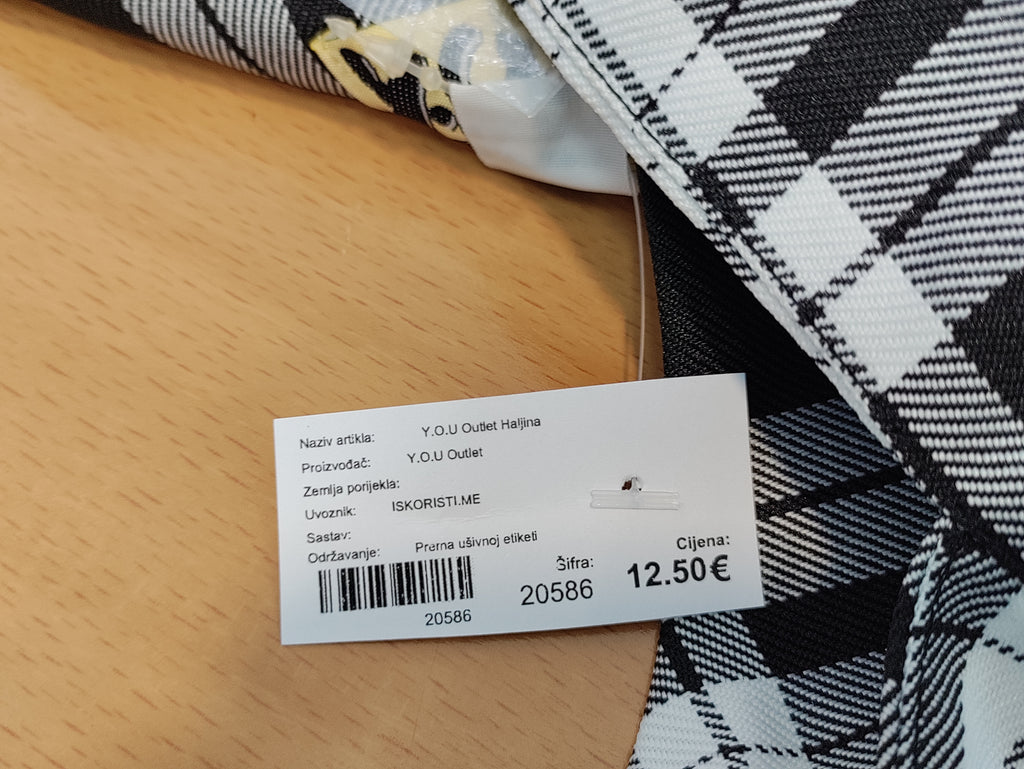 Naziv artikla: Y.O.U Outlet Haljina
Proizvođač: Y.O.U Outlet
Zemlja porijekla:
Uvoznik: ISKORISTI.ME
Sastav:
Održavanje: Prema ušivnoj etiketi
20586
Šifra:
20586
Cijena:
12.50€